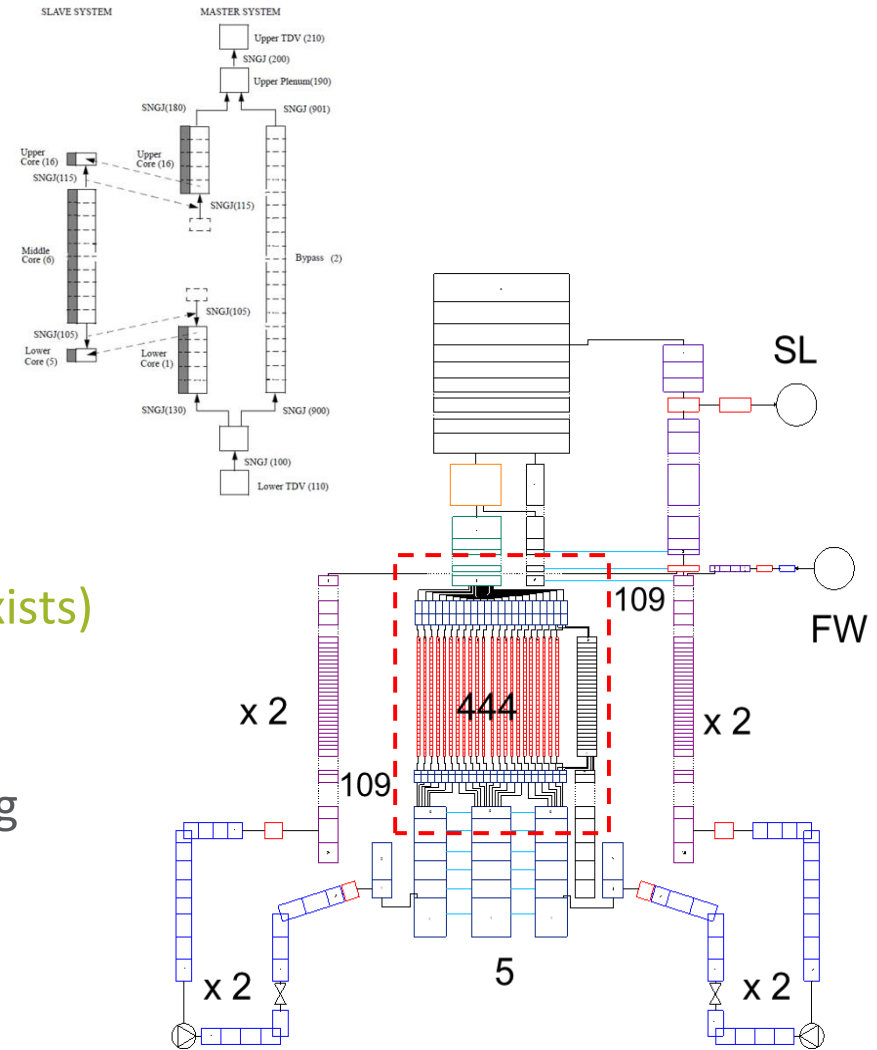 SLAVE SYSTEM
MASTER SYSTEM
Upper TDV (210)
SNGJ (200)
Upper Plenum(190)
SNGJ(180)
SNGJ (901)
Upper
Core (16)
SNGJ(115)
Upper
Core (16)
SNGJ(115)
Middle
Core (6)
Bypass (2)
SNGJ(105)
SNGJ(105)
Lower
Core (5)
Lower
Core (1)
SNGJ(130)
SNGJ (900)
SNGJ (100)
Lower TDV (110)
SL
FW
xists)
109
444
x 2
x 2
109
g
5
x 2
x 2